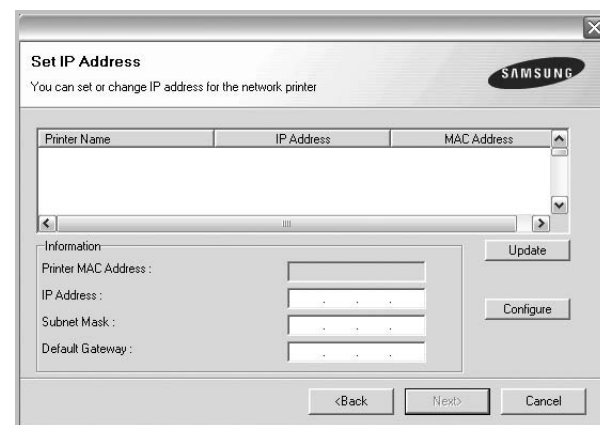 Set IP Address
You can set or change IP address for the network printer
SAMSUNG
Printer Name IP Address MAC Address
Information
Printer MAC Address :
IP Address : . . .
Subnet Mask : . . .
Default Gateway : . . .
Update
Configure
<Back Next> Cancel